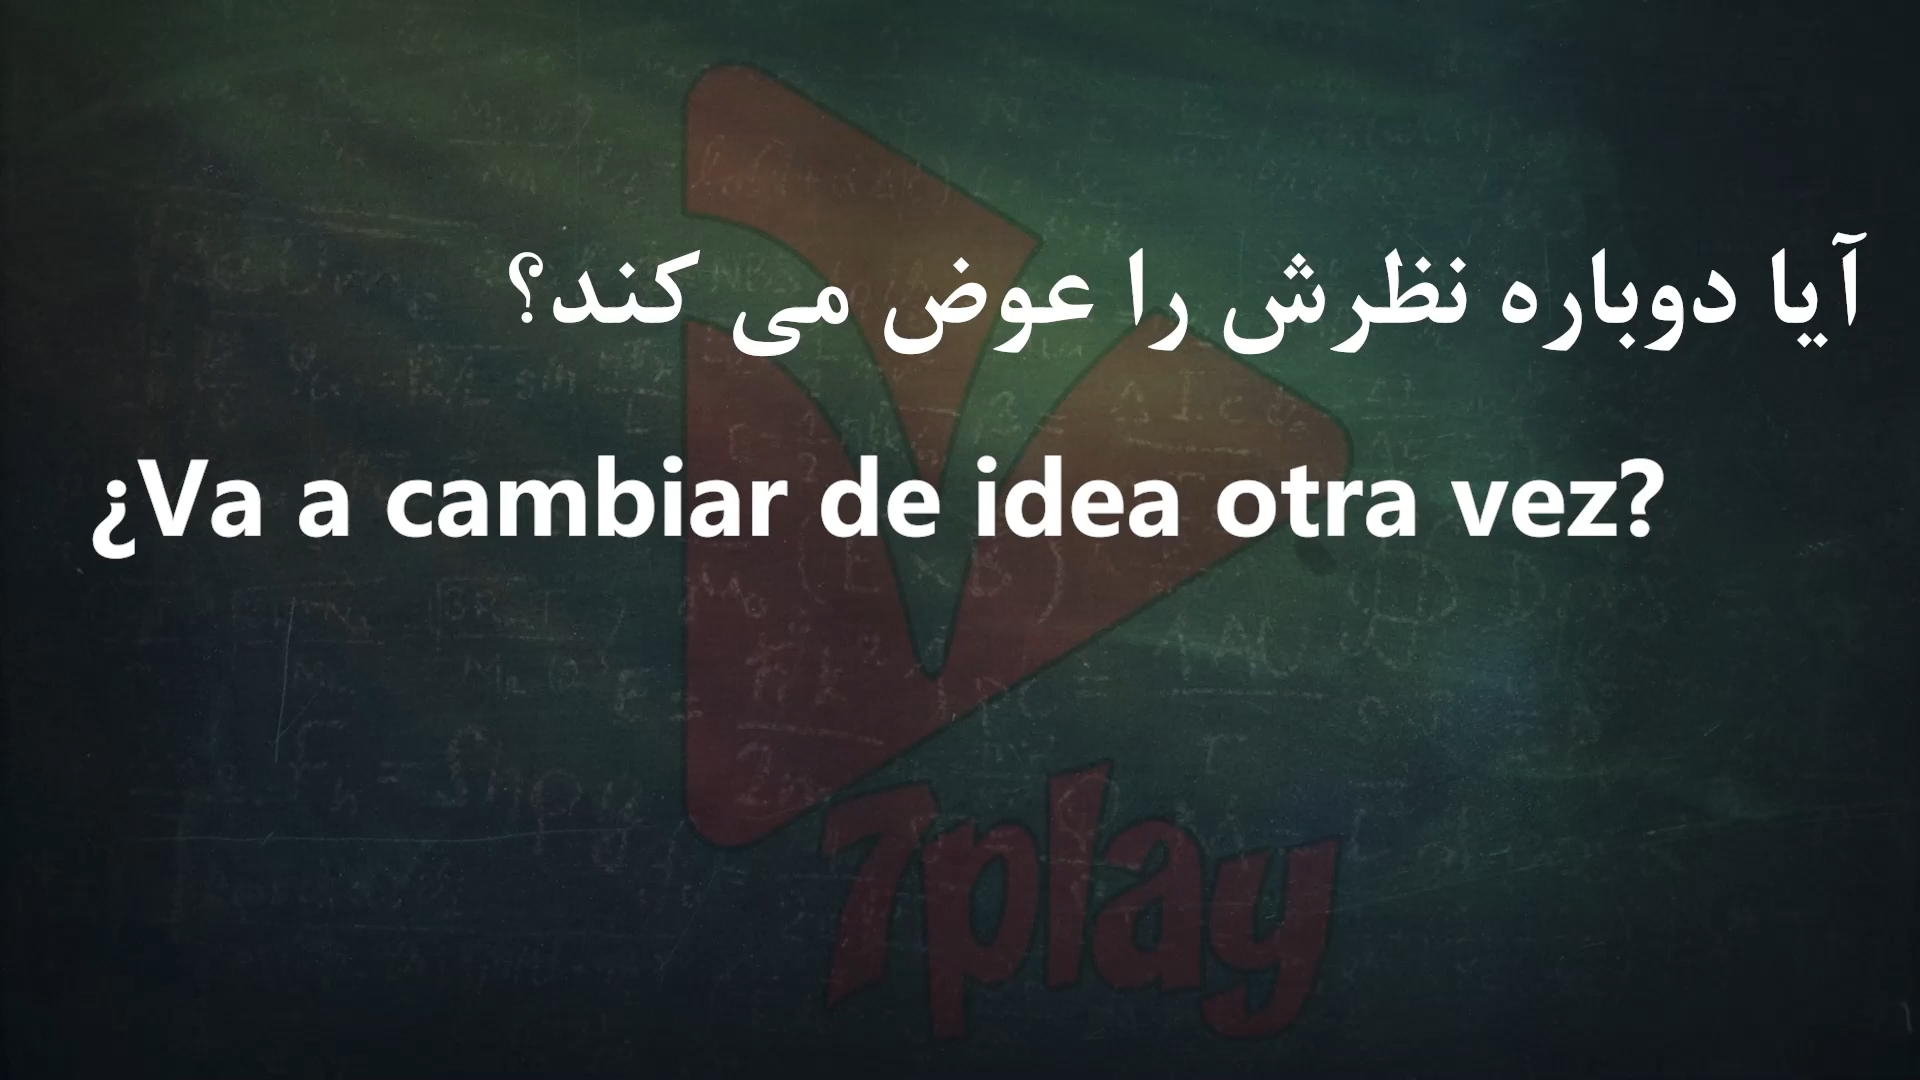 آیا دوباره نظرش را عوض می کند؟
¿Va a cambiar de idea otra vez?
7play